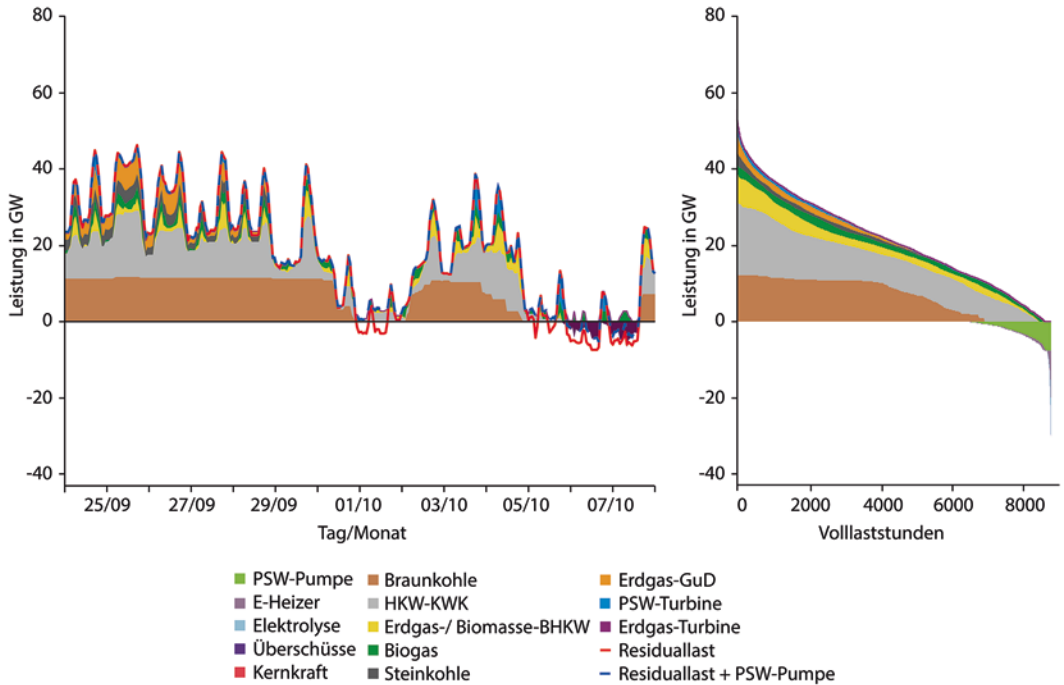 80
60
40
20
0
-20
-40
Leistung in GW
25/09 27/09 29/09 01/10 03/10 05/10 07/10
Tag/Monat
80
60
40
20
0
-20
-40
Leistung in GW
0 2000 4000 6000 8000
Volllaststunden
PSW-Pumpe
E-Heizer
Elektrolyse
Überschüsse
Kernkraft
Braunkohle
HKW-KWK
Erdgas-/ Biomasse-BHKW
Biogas
Steinkohle
Erdgas-GuD
PSW-Turbine
Erdgas-Turbine
Residuallast
Residuallast + PSW-Pumpe